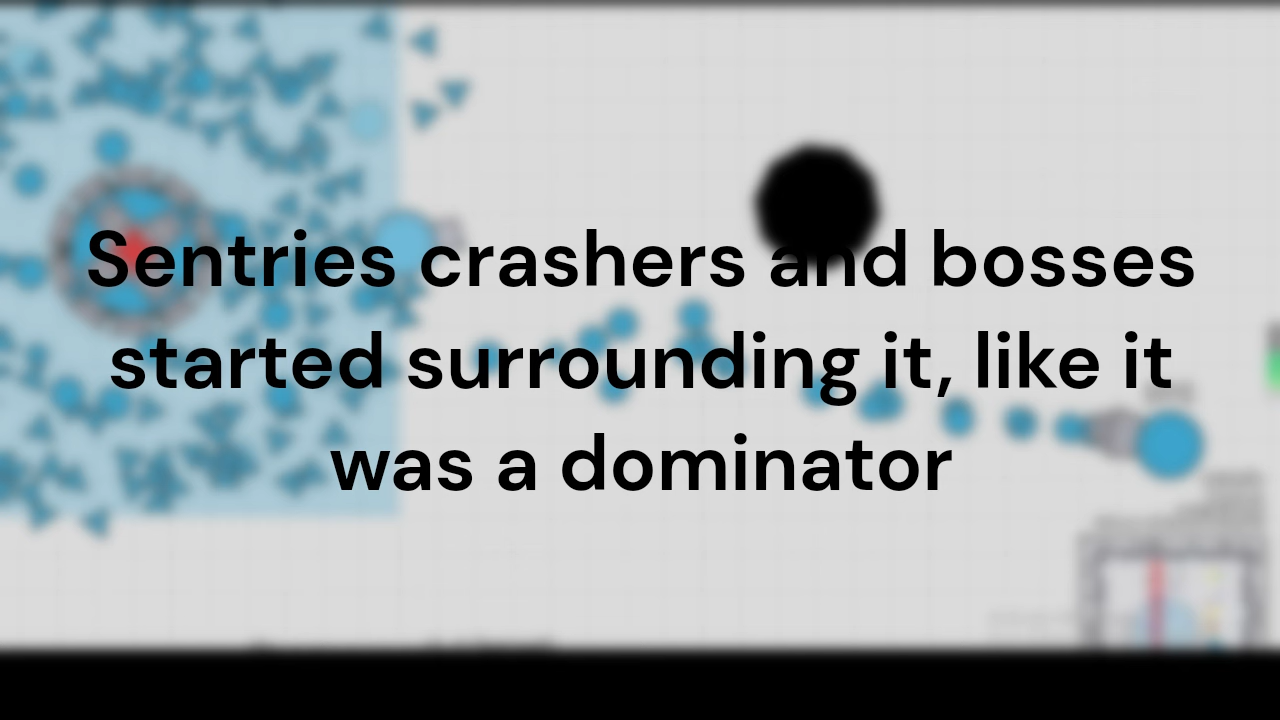 Sentries crashers and bosses
started surrounding it, like it
was a dominator